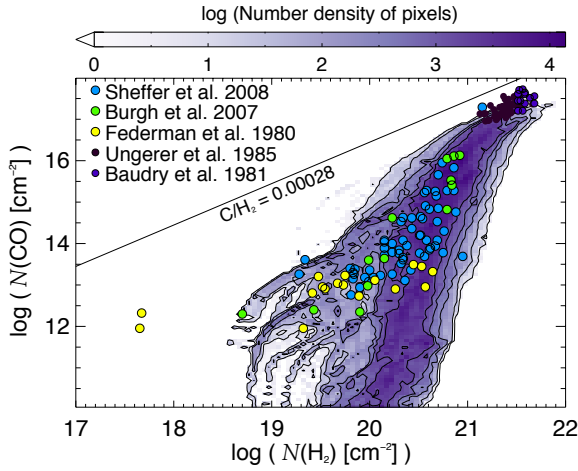 log (Number density of pixels)
0 1 2 3 4
Sheffer et al. 2008
Burgh et al. 2007
Federman et al. 1980
Ungerer et al. 1985
Baudry et al. 1981
C/H₂ = 0.00028
log ( N(CO) [cm⁻²] )
16
14
12
17 18 19 20 21 22
log ( N(H₂) [cm⁻²] )